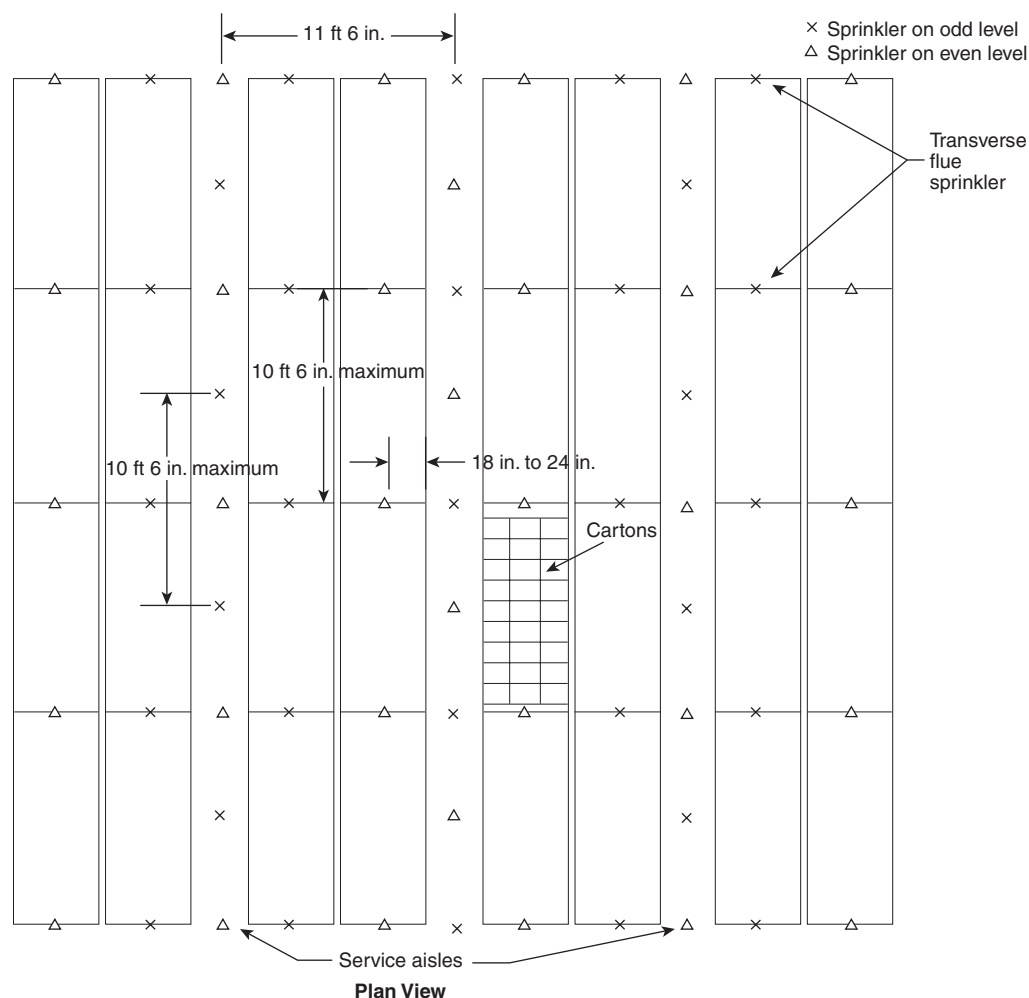 11 ft 6 in.
× Sprinkler on odd level
△ Sprinkler on even level
Transverse
flue
sprinkler
10 ft 6 in. maximum
10 ft 6 in. maximum
18 in. to 24 in.
Cartons
Service aisles
Plan View